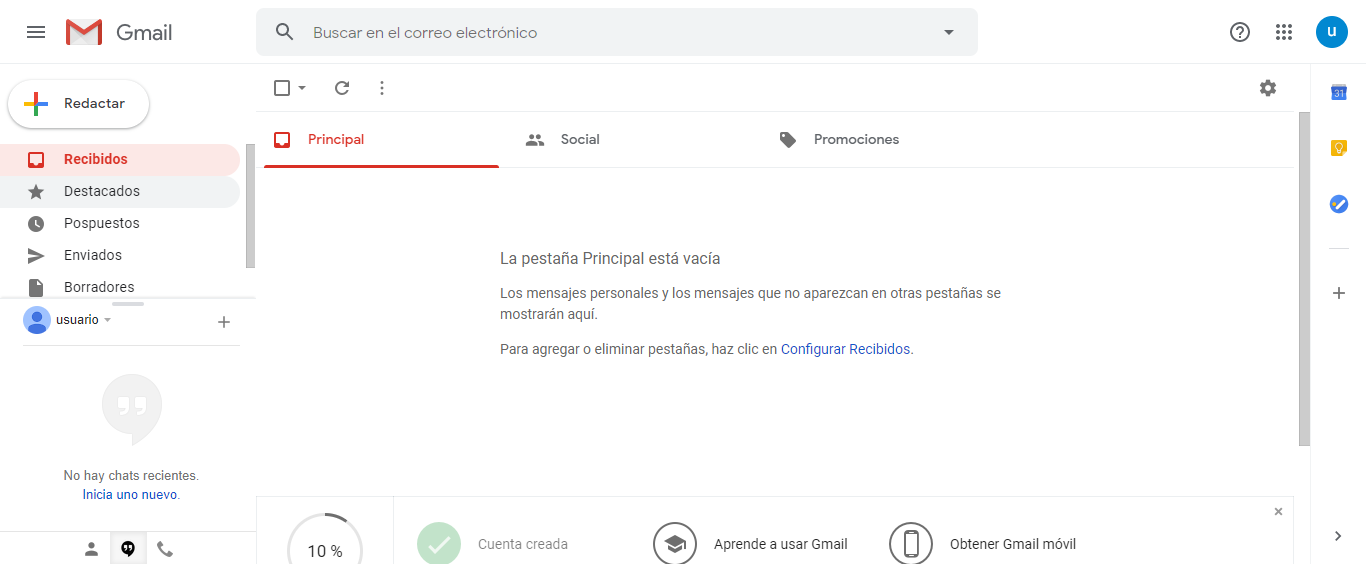 Gmail
Buscar en el correo electrónico
u
Redactar
Recibidos
Destacados
Pospuestos
Enviados
Borradores
usuario
No hay chats recientes.
Inicia uno nuevo.
Principal
Social
Promociones
La pestaña Principal está vacía
Los mensajes personales y los mensajes que no aparezcan en otras pestañas se
mostrarán aquí.
Para agregar o eliminar pestañas, haz clic en Configurar Recibidos.
10 %
Cuenta creada
Aprende a usar Gmail
Obtener Gmail móvil
31